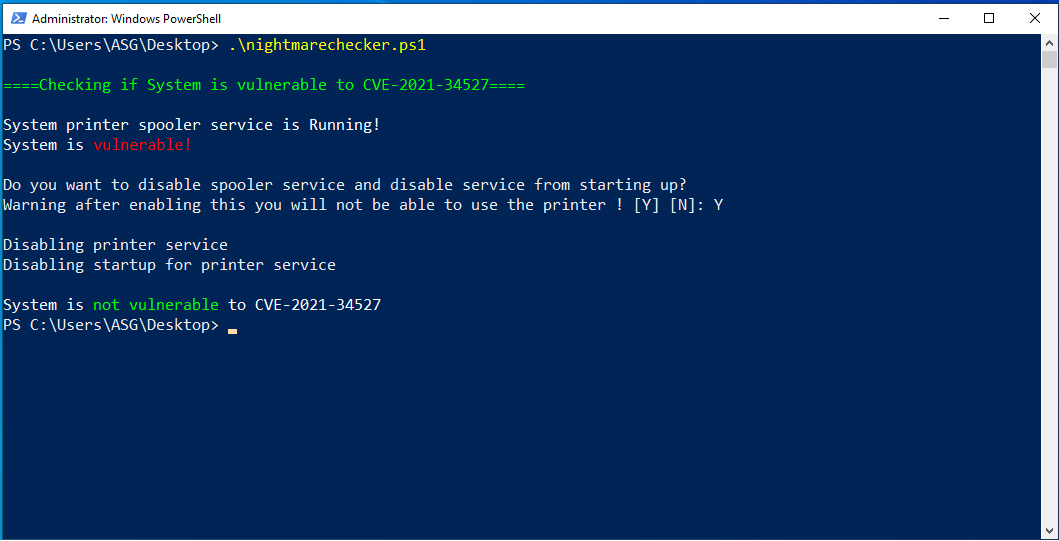 Administrator: Windows PowerShell
PS C:\Users\ASG\Desktop> .\nightmarechecker.ps1
====Checking if System is vulnerable to CVE-2021-34527====
System printer spooler service is Running!
System is vulnerable!
Do you want to disable spooler service and disable service from starting up?
Warning after enabling this you will not be able to use the printer ! [Y] [N]: Y
Disabling printer service
Disabling startup for printer service
System is not vulnerable to CVE-2021-34527
PS C:\Users\ASG\Desktop>